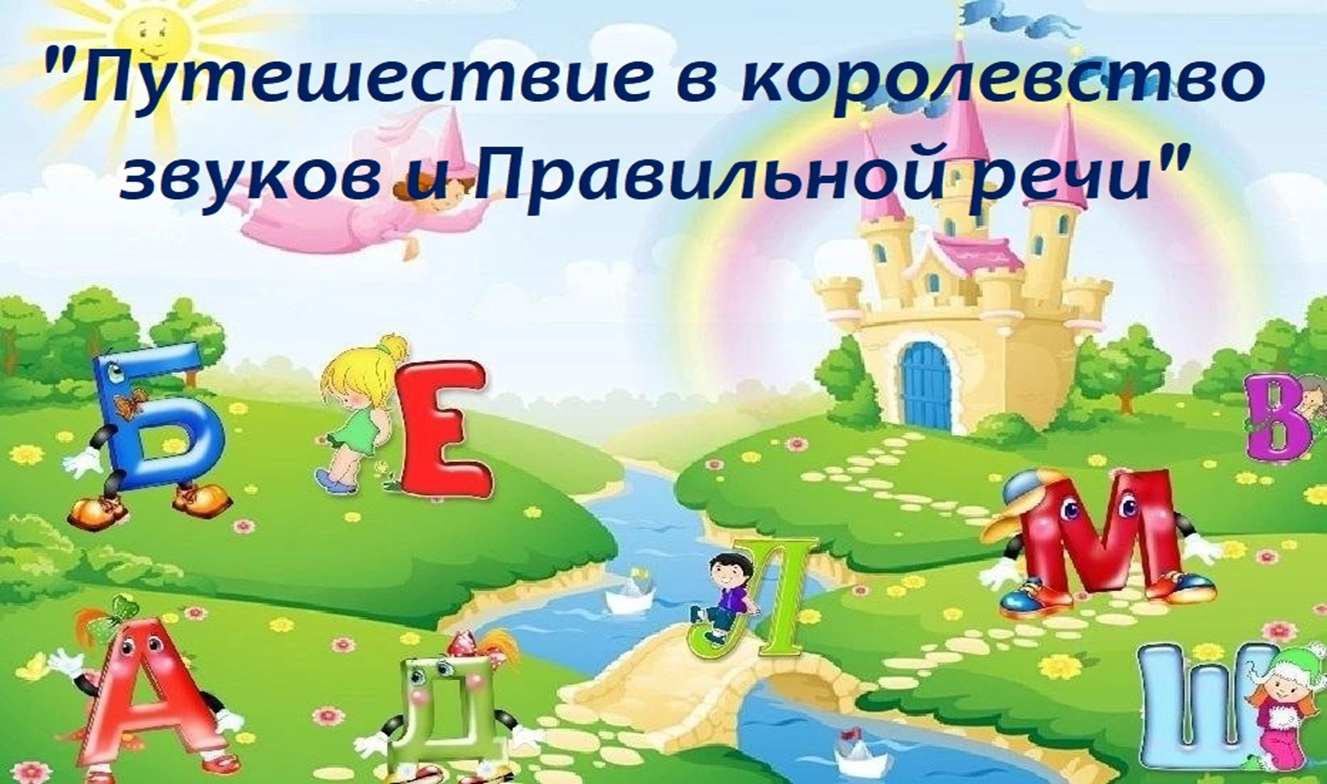 "Путешествие в королевство
звуков и Правильной речи"
Б Е
В
М
Л
А Д
Ш